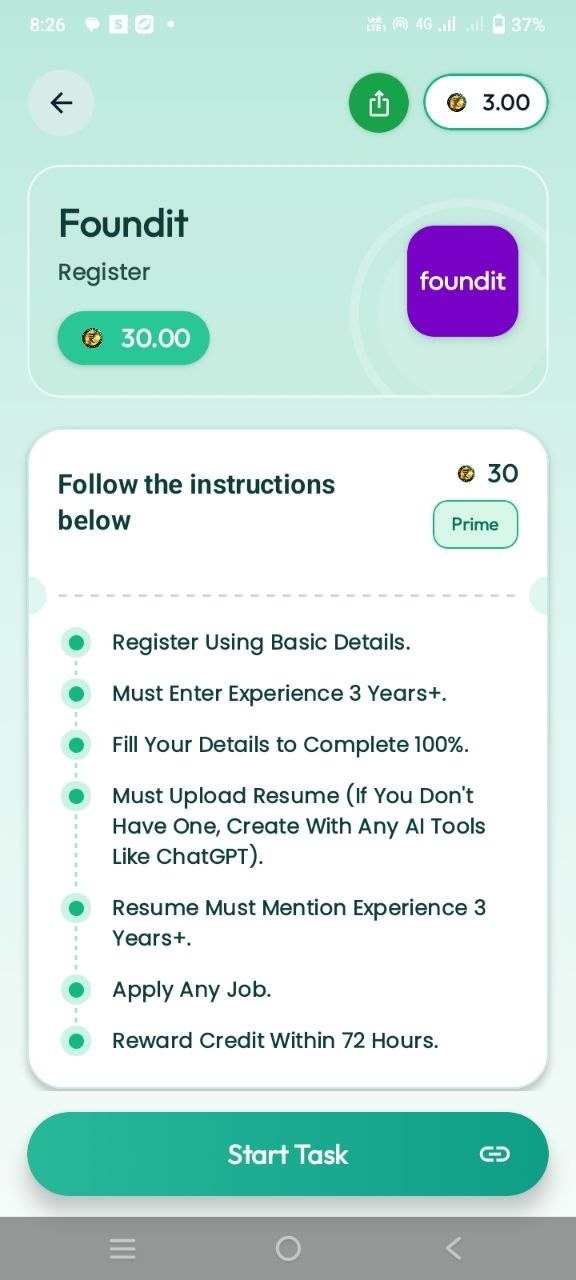 8:26
S
Vo)
LTE1
4G
37%
3.00
Foundit
Register
30.00
foundit
Follow the instructions
below
30
Prime
Register Using Basic Details.
Must Enter Experience 3 Years+.
Fill Your Details to Complete 100%.
Must Upload Resume (If You Don't
Have One, Create With Any AI Tools
Like ChatGPT).
Resume Must Mention Experience 3
Years+.
Apply Any Job.
Reward Credit Within 72 Hours.
Start Task